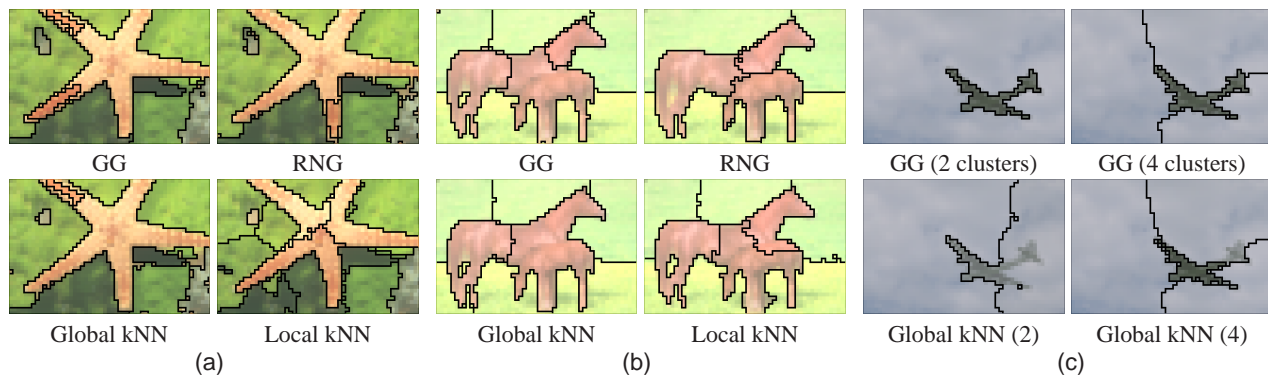 GG RNG GG RNG GG (2 clusters) GG (4 clusters)
Global kNN Local kNN Global kNN Local kNN Global kNN (2) Global kNN (4)
(a) (b) (c)